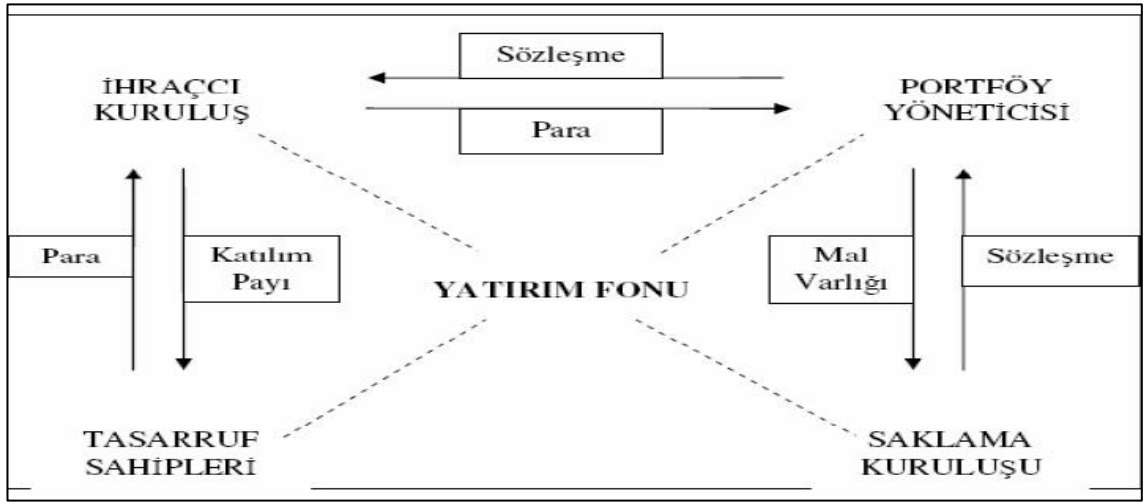 Sözleşme
İHRAÇCI
KURULUŞ
PORTFÖY
YÖNETİCİSİ
Para
Para
Katılım
Payı
Mal
Varlığı
Sözleşme
YATIRIM FONU
TASARRUF
SAHİPLERİ
SAKLAMA
KURULUŞU